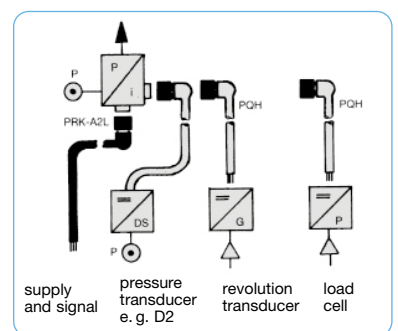 P
P
i
PRK-A2L
PQH
PQH
DS
G
P
P
supply
and signal
pressure
transducer
e. g. D2
revolution
transducer
load
cell